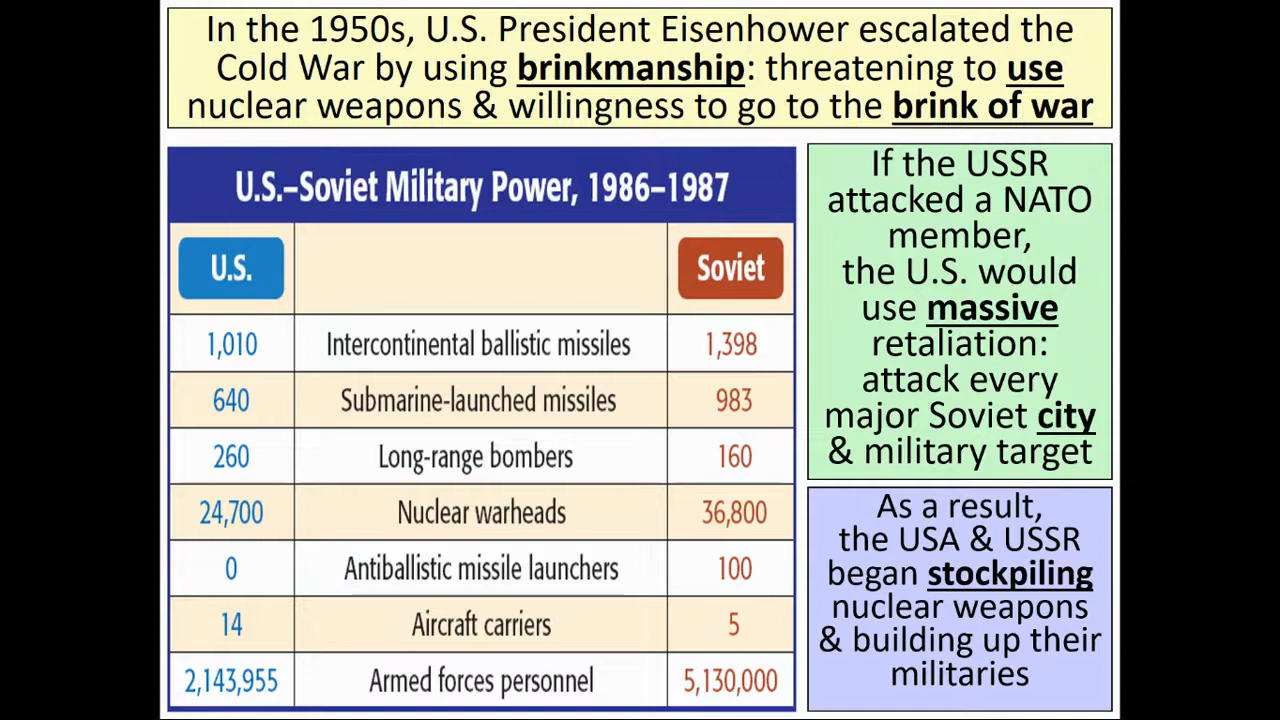 In the 1950s, U.S. President Eisenhower escalated the
Cold War by using brinkmanship: threatening to use
nuclear weapons & willingness to go to the brink of war
U.S.–Soviet Military Power, 1986–1987
U.S. Soviet
1,010 Intercontinental ballistic missiles 1,398
640 Submarine-launched missiles 983
260 Long-range bombers 160
24,700 Nuclear warheads 36,800
0 Antiballistic missile launchers 100
14 Aircraft carriers 5
2,143,955 Armed forces personnel 5,130,000
If the USSR
attacked a NATO
member,
the U.S. would
use massive
retaliation:
attack every
major Soviet city
& military target
As a result,
the USA & USSR
began stockpiling
nuclear weapons
& building up their
militaries